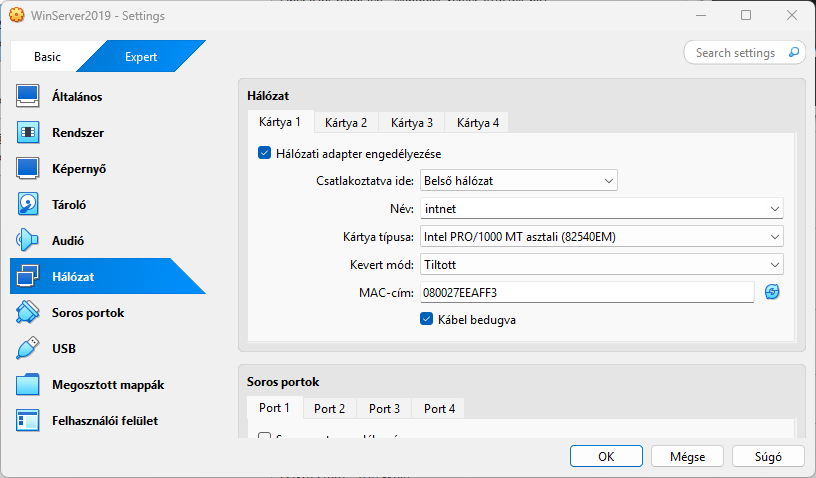 WinServer2019 - Settings
Basic
Expert
Search settings
Általános
Rendszer
Képernyő
Tároló
Audió
Hálózat
Soros portok
USB
Megosztott mappák
Felhasználói felület
Hálózat
Kártya 1
Kártya 2
Kártya 3
Kártya 4
Hálózati adapter engedélyezése
Csatlakoztatva ide: Belső hálózat
Név: intnet
Kártya típusa: Intel PRO/1000 MT asztali (82540EM)
Kevert mód: Tiltott
MAC-cím: 080027EEAFF3
Kábel bedugva
Soros portok
Port 1
Port 2
Port 3
Port 4
OK
Mégse
Súgó